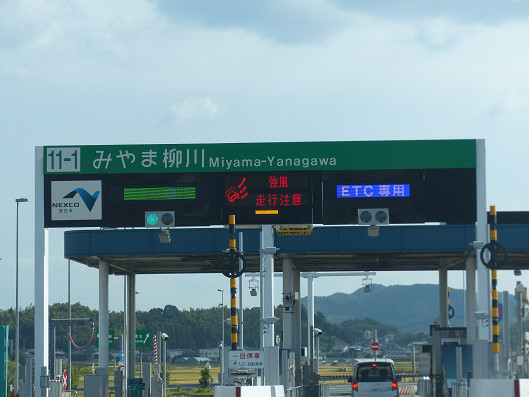 11-1 みやま柳川 Miyama-Yanagawa
NEXCO
西日本
強風
走行注意
ETC 専用
一旦停車